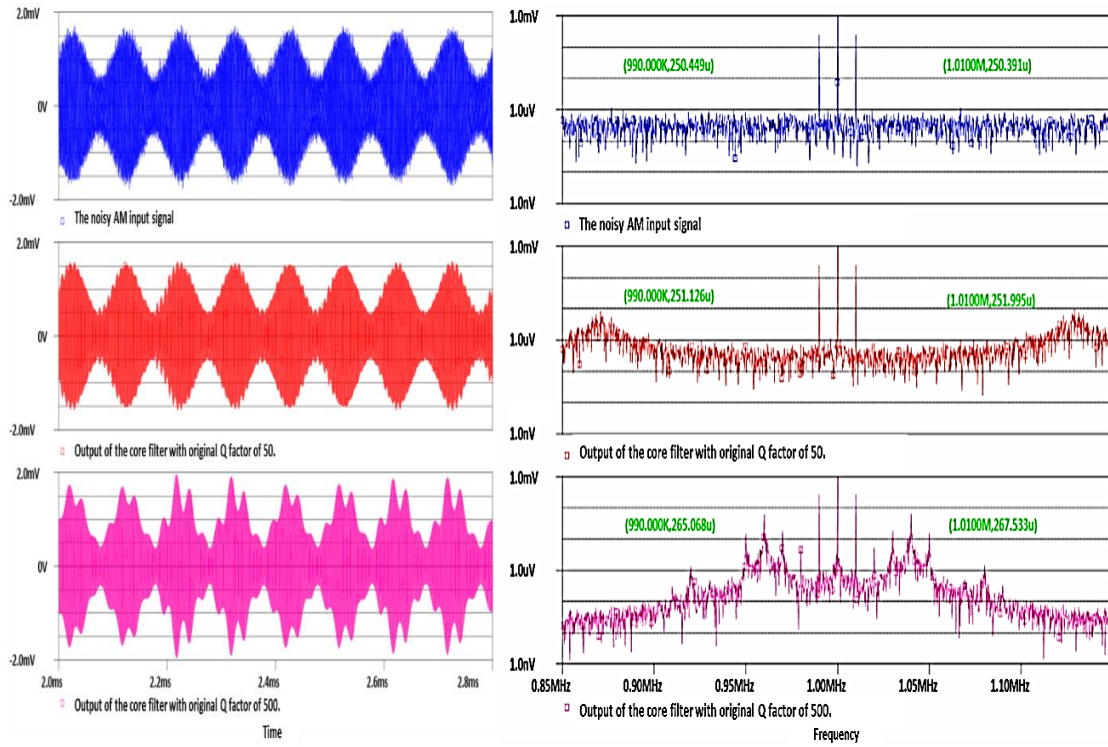 2.0mV
0V
-2.0mV
The noisy AM input signal
1.0mV
(990.000K,250.449u)
(1.0100M,250.391u)
1.0uV
1.0nV
The noisy AM input signal
2.0mV
0V
-2.0mV
Output of the core filter with original Q factor of 50.
1.0mV
(990.000K,251.126u)
(1.0100M,251.995u)
1.0uV
1.0nV
Output of the core filter with original Q factor of 50.
2.0mV
0V
-2.0mV
2.0ms
2.2ms
2.4ms
2.6ms
2.8ms
Output of the core filter with original Q factor of 500.
Time
1.0mV
(990.000K,265.068u)
(1.0100M,267.533u)
1.0uV
1.0nV
0.85MHz
0.90MHz
0.95MHz
1.00MHz
1.05MHz
1.10MHz
Output of the core filter with original Q factor of 500.
Frequency